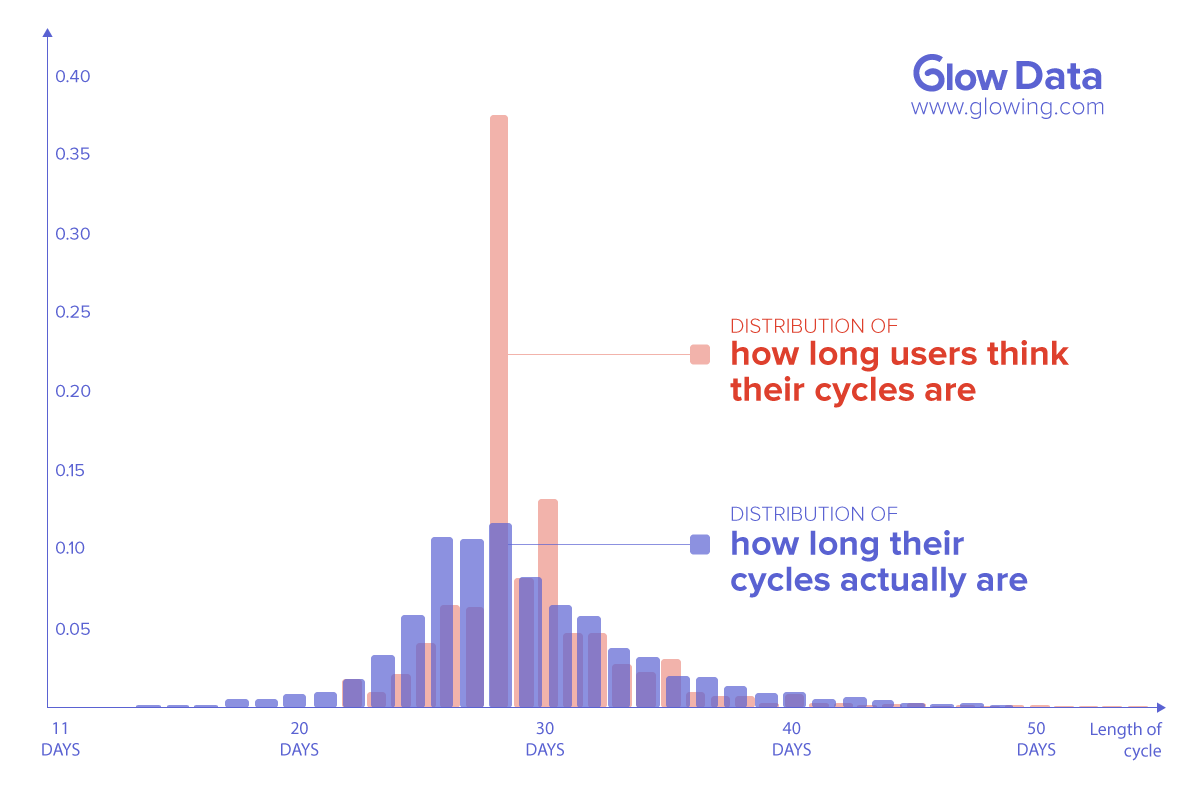 Glow Data
www.glowing.com
0.40
0.35
0.30
0.25
0.20
0.15
0.10
0.05
DISTRIBUTION OF
how long users think
their cycles are
DISTRIBUTION OF
how long their
cycles actually are
11
DAYS
20
DAYS
30
DAYS
40
DAYS
50
DAYS
Length of
cycle